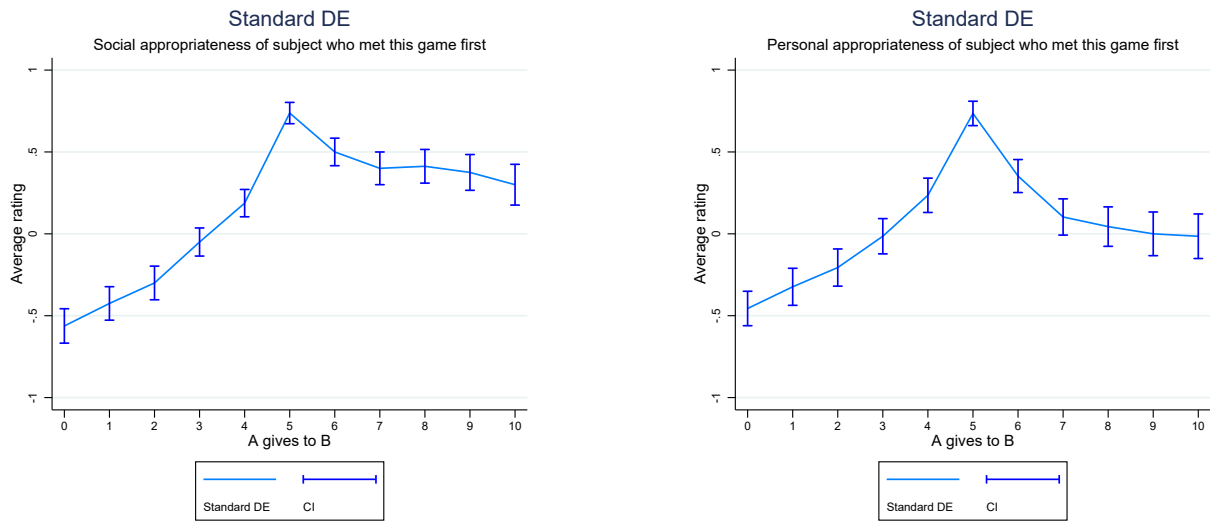 Standard DE
Social appropriateness of subject who met this game first
Average rating
1
.5
0
-.5
-1
0 1 2 3 4 5 6 7 8 9 10
A gives to B
Standard DE CI
Standard DE
Personal appropriateness of subject who met this game first
Average rating
1
.5
0
-.5
-1
0 1 2 3 4 5 6 7 8 9 10
A gives to B
Standard DE CI